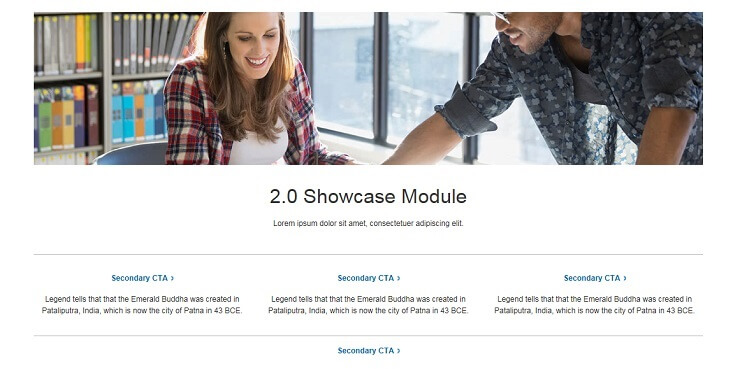 2.0 Showcase Module
Lorem ipsum dolor sit amet, consectetuer adipiscing elit.
Secondary CTA ›
Legend tells that that the Emerald Buddha was created in
Pataliputra, India, which is now the city of Patna in 43 BCE.
Secondary CTA ›
Legend tells that that the Emerald Buddha was created in
Pataliputra, India, which is now the city of Patna in 43 BCE.
Secondary CTA ›
Legend tells that that the Emerald Buddha was created in
Pataliputra, India, which is now the city of Patna in 43 BCE.
Secondary CTA ›